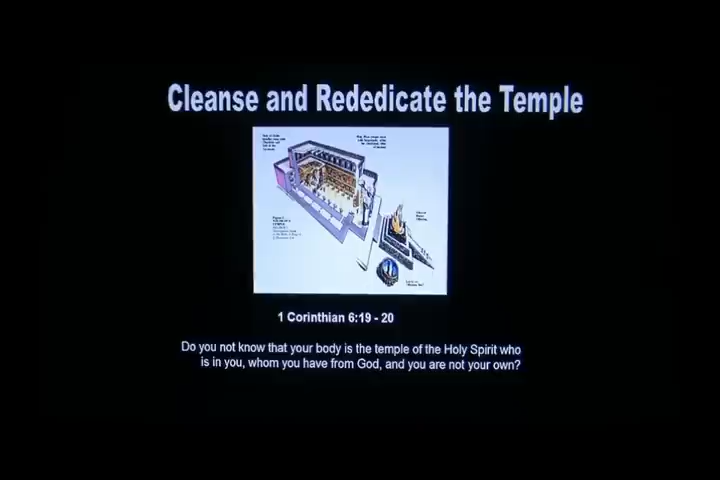 Cleanse and Rededicate the Temple
1 Corinthian 6:19 - 20
Do you not know that your body is the temple of the Holy Spirit who
is in you, whom you have from God, and you are not your own?